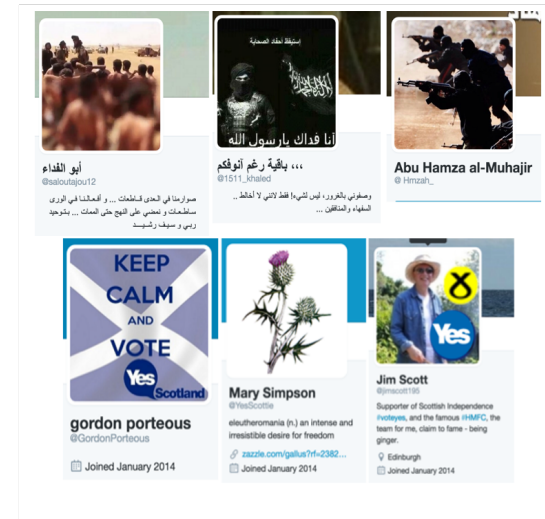 إستيقظ أحفاد الصحابة
أنا فداك يارسول الله
أبو الفداء
@saloutajou12
صوارمنا في العدى قاطعات ... و أفعالنا في الورى
ساطعات و نمضي على النهج حتى الممات ... بتوحيد
ربي و سيف رشيد
،،، باقية رغم أنوفكم
@1511_khaled
وصفوني بالغرور، ليس لشيء! فقط لانني لا أخالط ..
السفهاء والمنافقين ...
Abu Hamza al-Muhajir
@Hmzah_
KEEP
CALM
AND
VOTE
Yes
Scotland
gordon porteous
@GordonPorteous
Joined January 2014
Mary Simpson
@YesScottie
eleutheromania (n.) an intense and
irresistible desire for freedom
zazzle.com/gallus?rf=2382...
Joined January 2014
Yes
Jim Scott
@jimscott195
Supporter of Scottish Independence
#voteyes, and the famous #HMFC, the
team for me, claim to fame - being
ginger.
Edinburgh
Joined January 2014